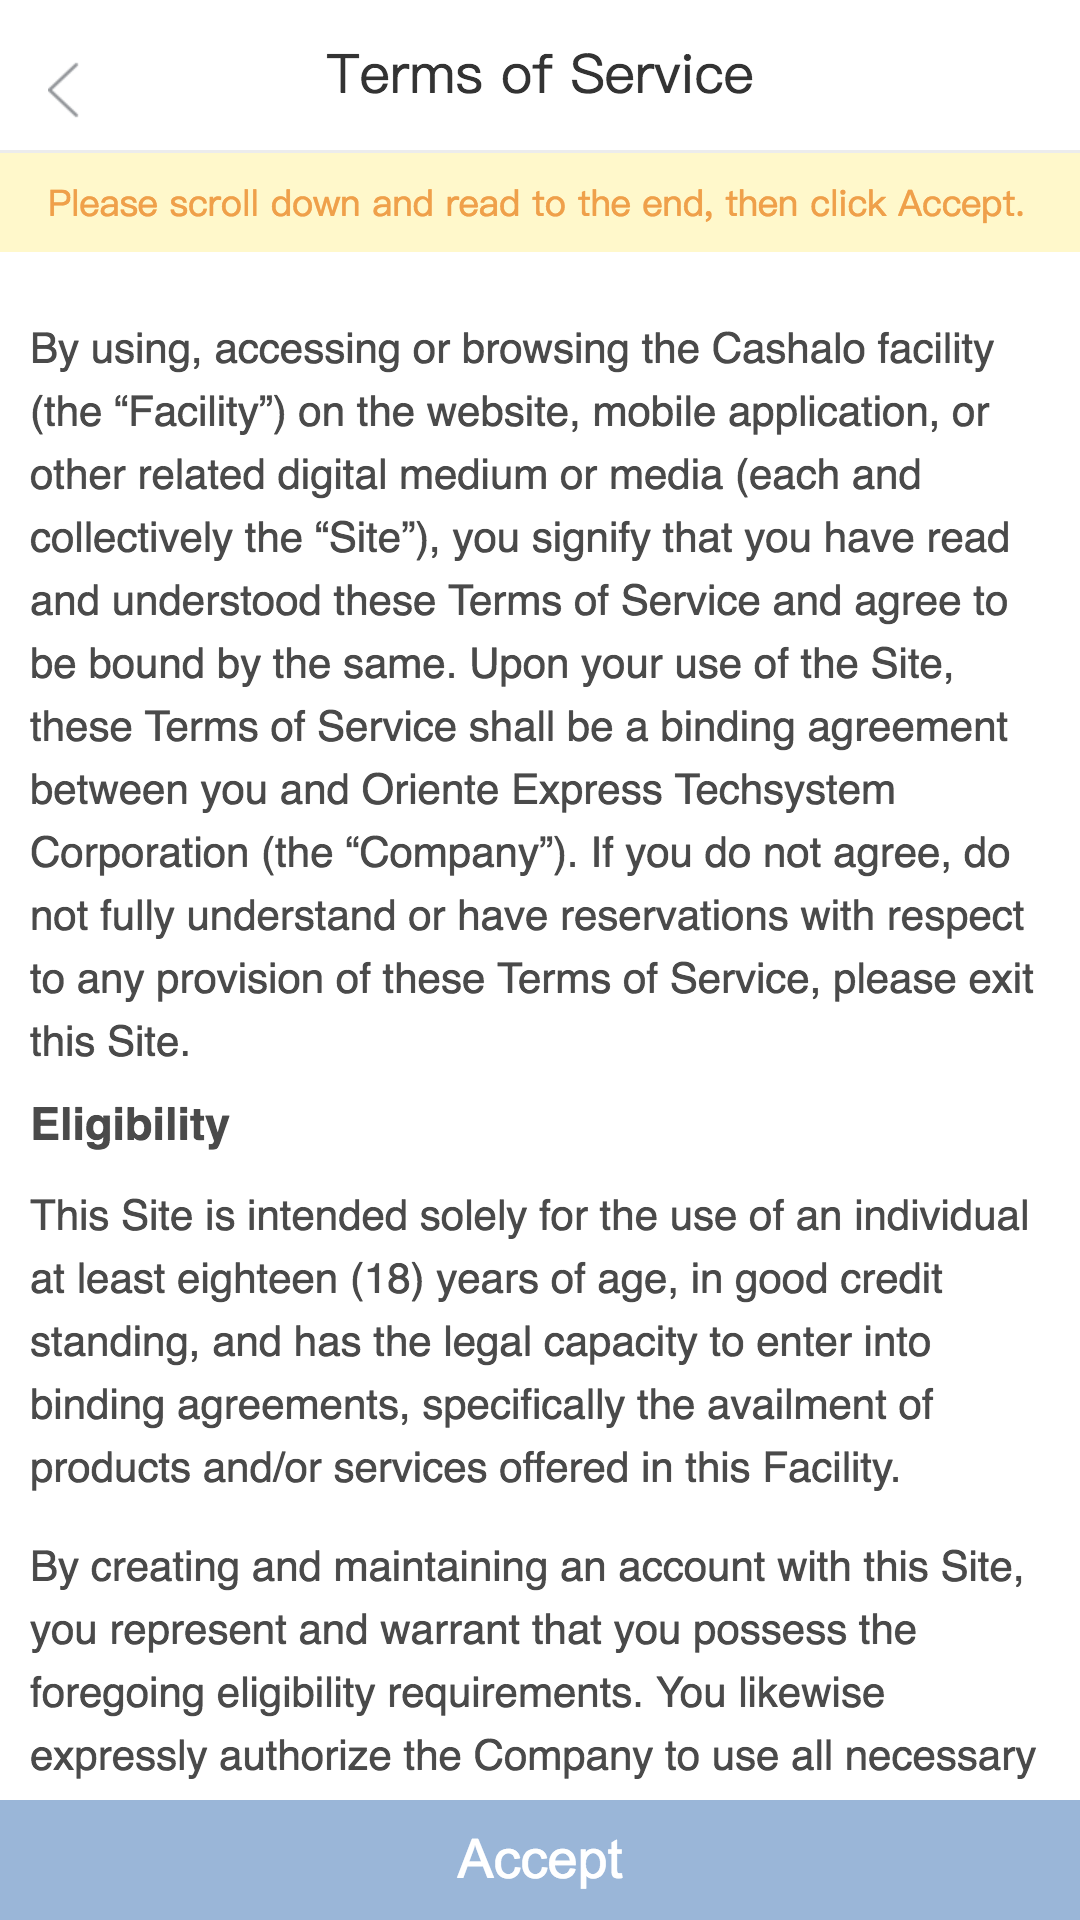 Terms of Service
Please scroll down and read to the end, then click Accept.
By using, accessing or browsing the Cashalo facility
(the “Facility”) on the website, mobile application, or
other related digital medium or media (each and
collectively the “Site”), you signify that you have read
and understood these Terms of Service and agree to
be bound by the same. Upon your use of the Site,
these Terms of Service shall be a binding agreement
between you and Oriente Express Techsystem
Corporation (the “Company”). If you do not agree, do
not fully understand or have reservations with respect
to any provision of these Terms of Service, please exit
this Site.
Eligibility
This Site is intended solely for the use of an individual
at least eighteen (18) years of age, in good credit
standing, and has the legal capacity to enter into
binding agreements, specifically the availment of
products and/or services offered in this Facility.
By creating and maintaining an account with this Site,
you represent and warrant that you possess the
foregoing eligibility requirements. You likewise
expressly authorize the Company to use all necessary
Accept